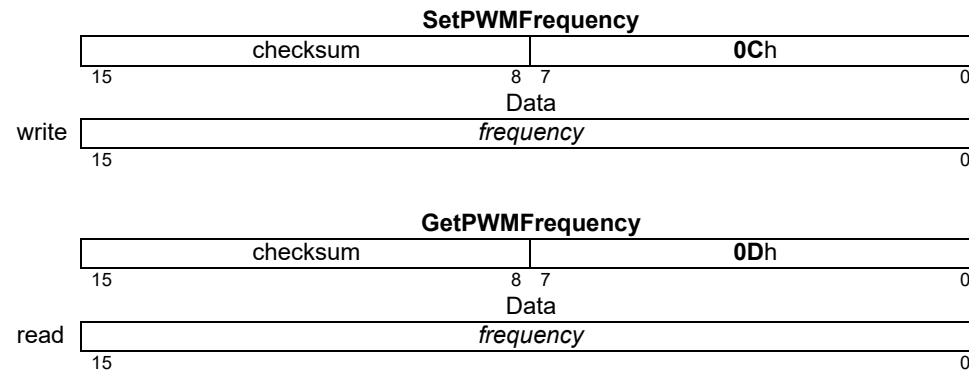 SetPWMFrequency
checksum 0Ch
15 8 7 0
Data
write frequency
15 0
GetPWMFrequency
checksum 0Dh
15 8 7 0
Data
read frequency
15 0